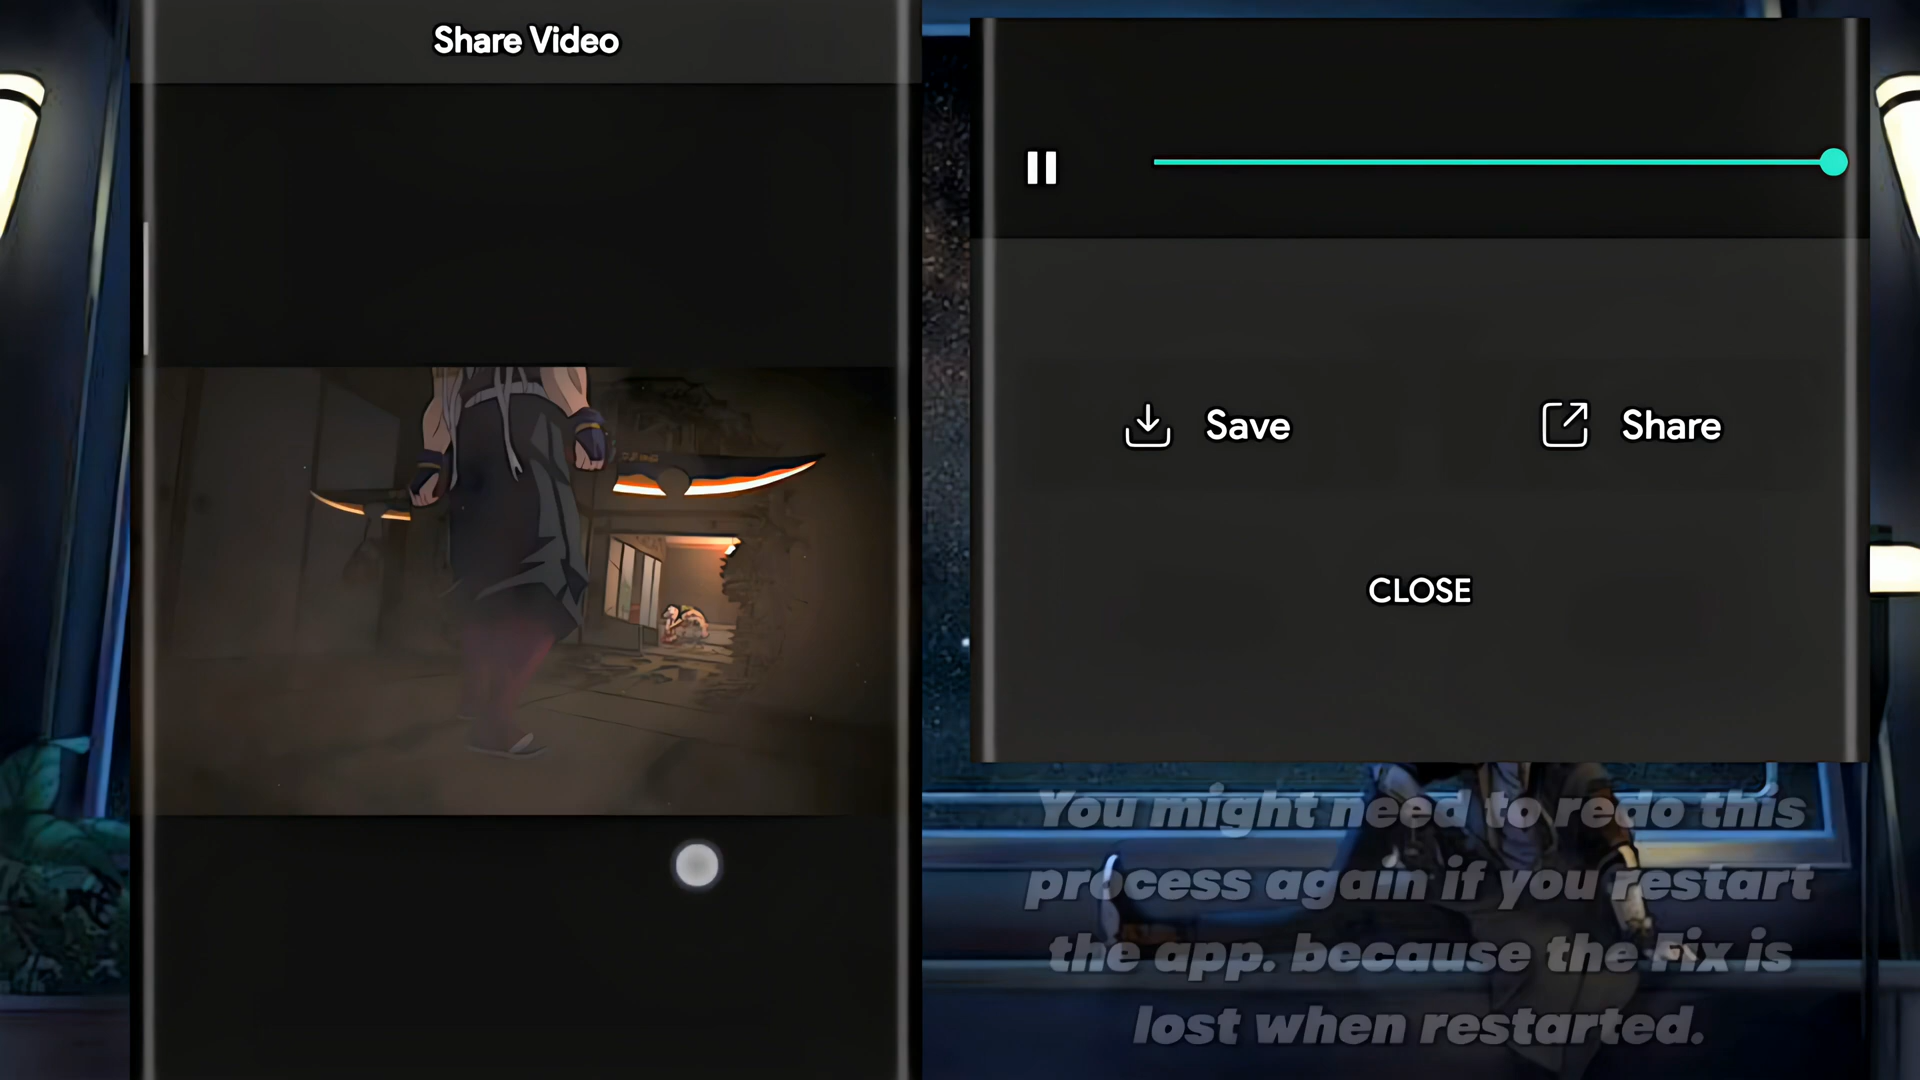 Share Video
Save
Share
CLOSE
You might need to redo this
process again if you restart
the app. because the Fix is
lost when restarted.